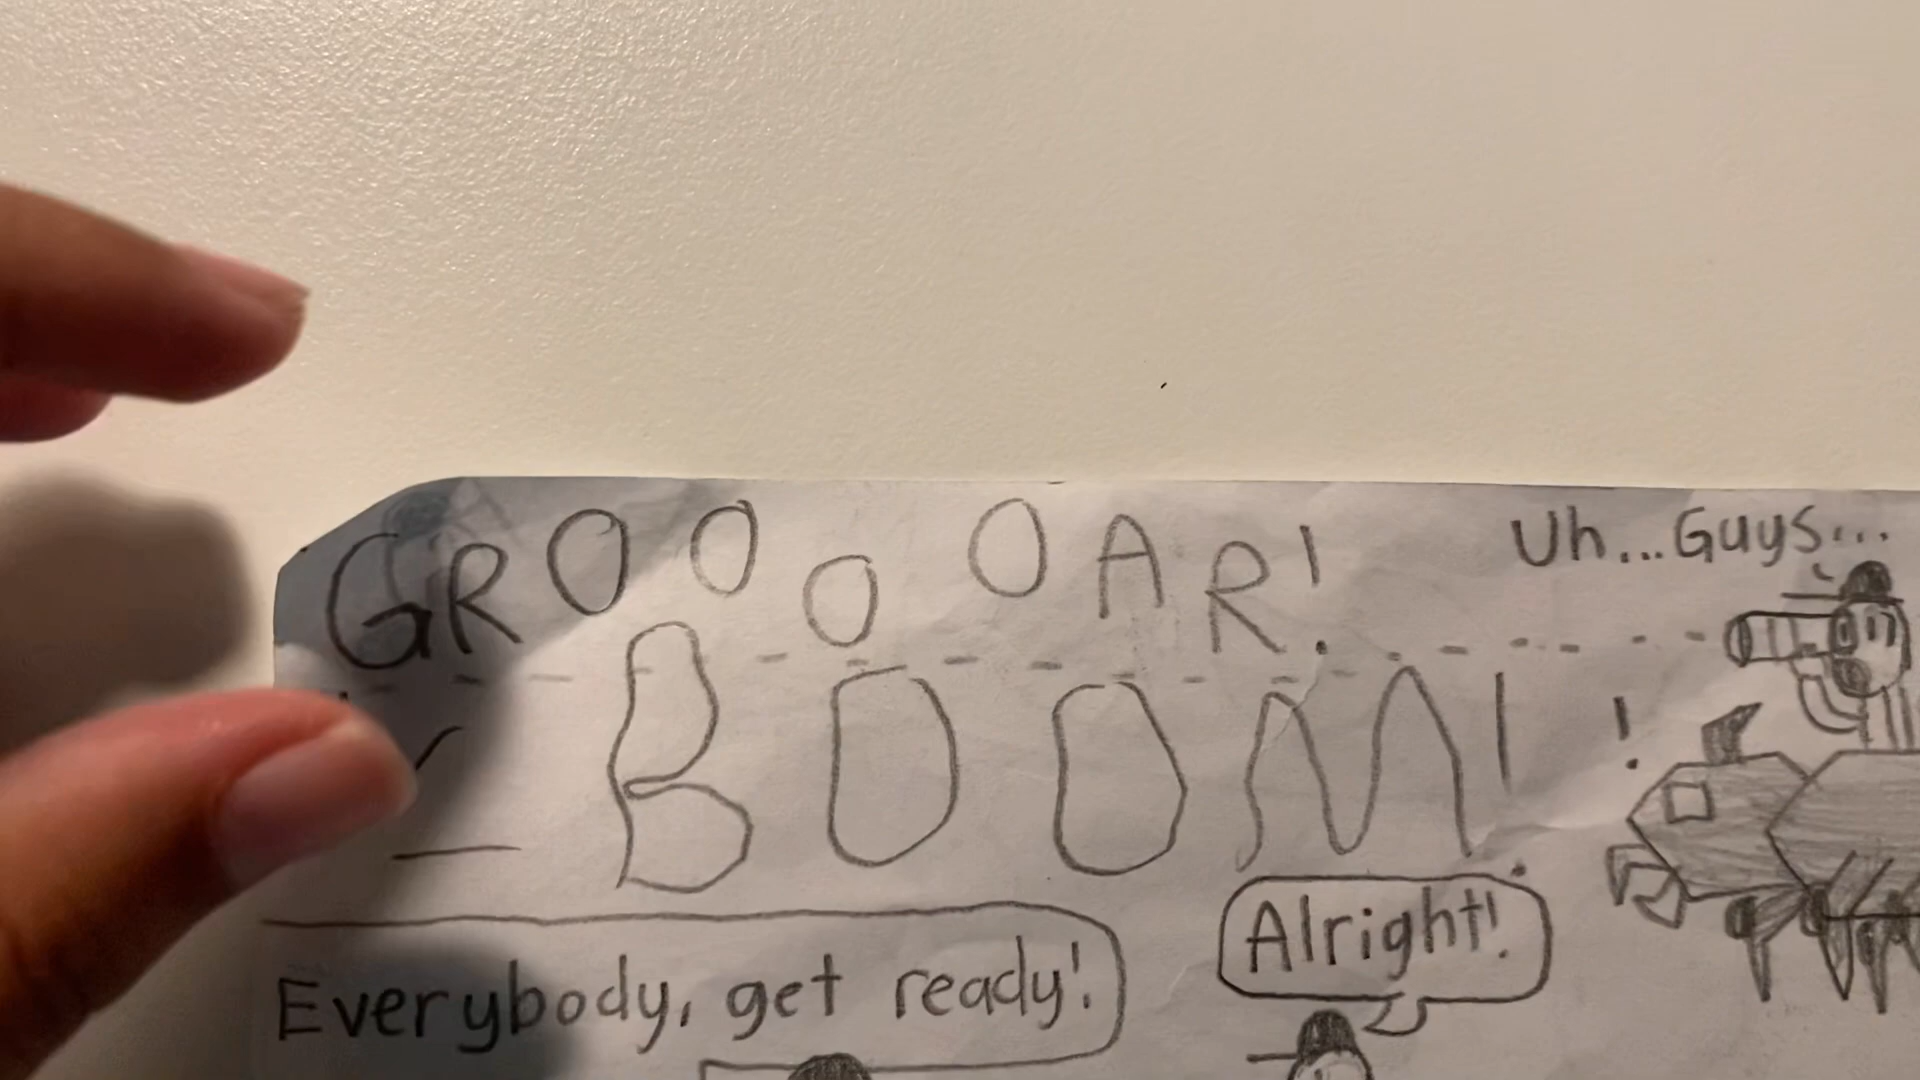 GROOOOAR!
Uh...Guys...
BOOM!
!
Alright!
Everybody, get ready!